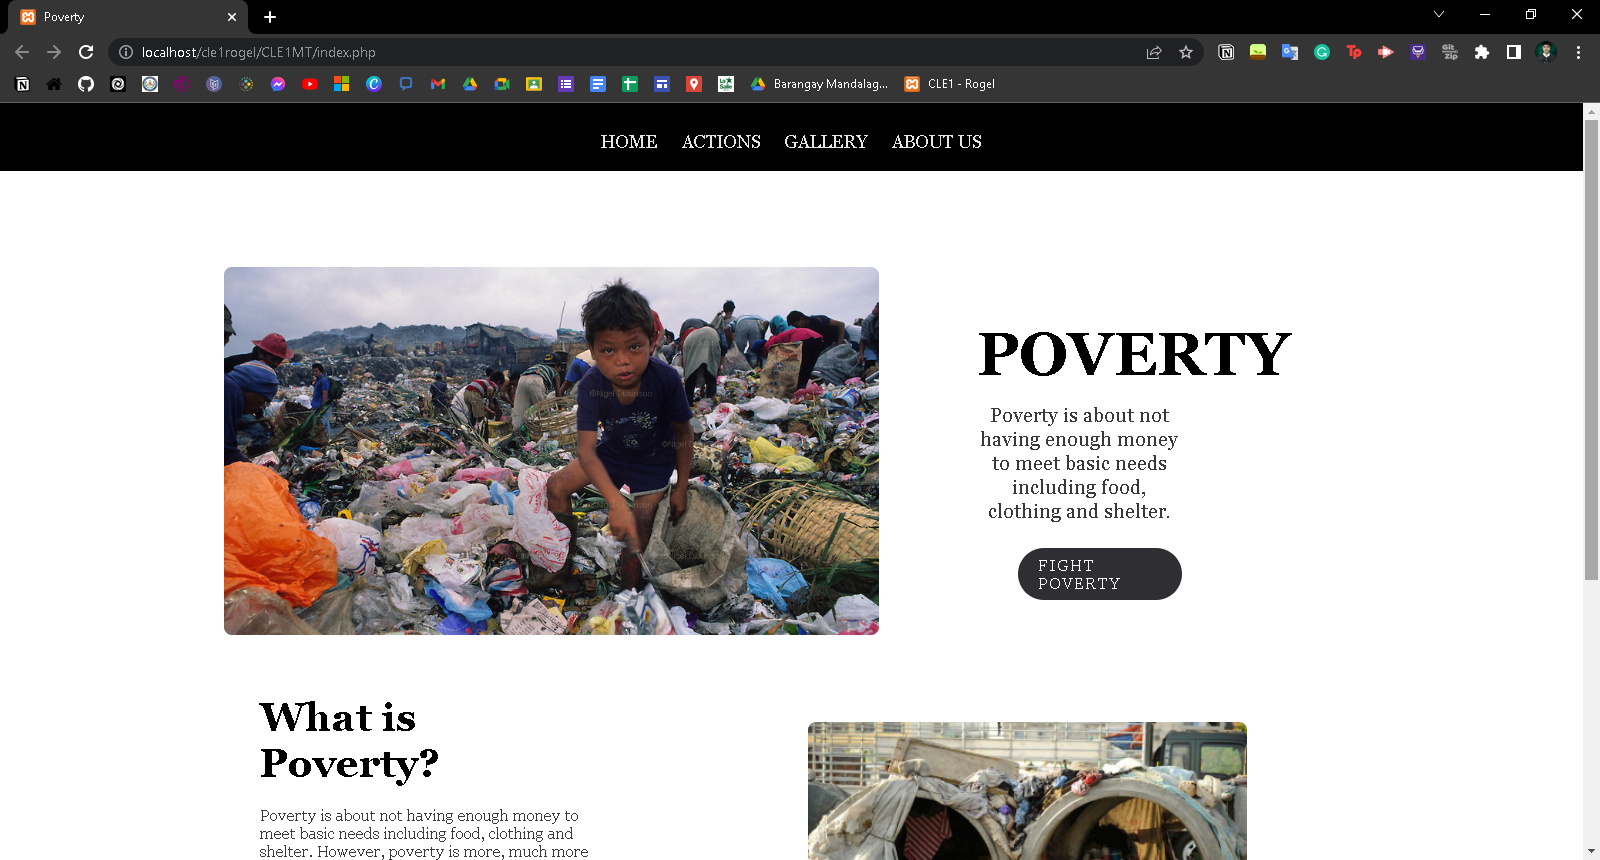 Poverty
localhost/cle1rogel/CLE1MT/index.php
Barangay Mandalag...
CLE1 - Rogel
HOME ACTIONS GALLERY ABOUT US
©Nigel Dickinson
POVERTY
Poverty is about not
having enough money
to meet basic needs
including food,
clothing and shelter.
FIGHT
POVERTY
What is
Poverty?
Poverty is about not having enough money to
meet basic needs including food, clothing and
shelter. However, poverty is more, much more